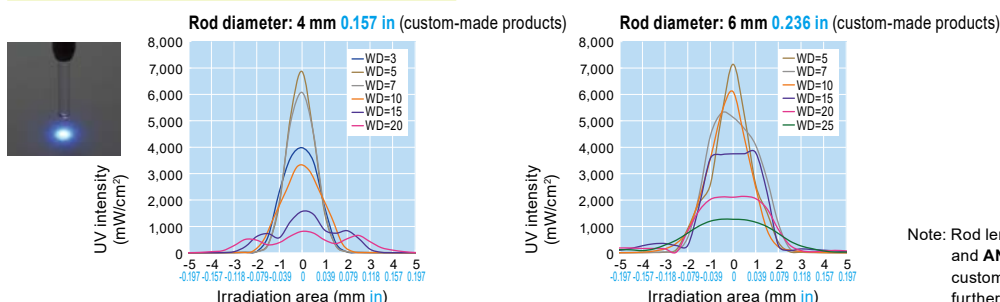 Rod diameter: 4 mm 0.157 in (custom-made products)
8,000
7,000
6,000
5,000
4,000
3,000
2,000
1,000
0
UV intensity
(mW/cm²)
WD=3
WD=5
WD=7
WD=10
WD=15
WD=20
-5 -4 -3 -2 -1 0 1 2 3 4 5
-0.197 -0.157 -0.118 -0.079 -0.039 0 0.039 0.079 0.118 0.157 0.197
Irradiation area (mm in)
Rod diameter: 6 mm 0.236 in (custom-made products)
8,000
7,000
6,000
5,000
4,000
3,000
2,000
1,000
0
UV intensity
(mW/cm²)
WD=5
WD=7
WD=10
WD=15
WD=20
WD=25
-5 -4 -3 -2 -1 0 1 2 3 4 5
-0.197 -0.157 -0.118 -0.079 -0.039 0 0.039 0.079 0.118 0.157 0.197
Irradiation area (mm in)
Note: Rod
and
custom
further